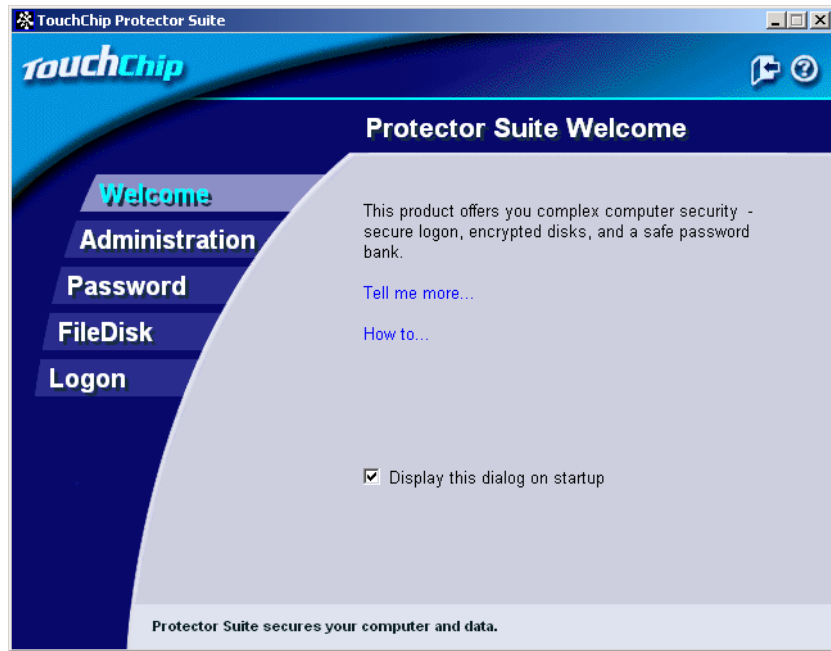 TouchChip Protector Suite
TouchChip
Protector Suite Welcome
Welcome
Administration
Password
FileDisk
Logon
This product offers you complex computer security -
secure logon, encrypted disks, and a safe password
bank.
Tell me more...
How to...
Display this dialog on startup
Protector Suite secures your computer and data.